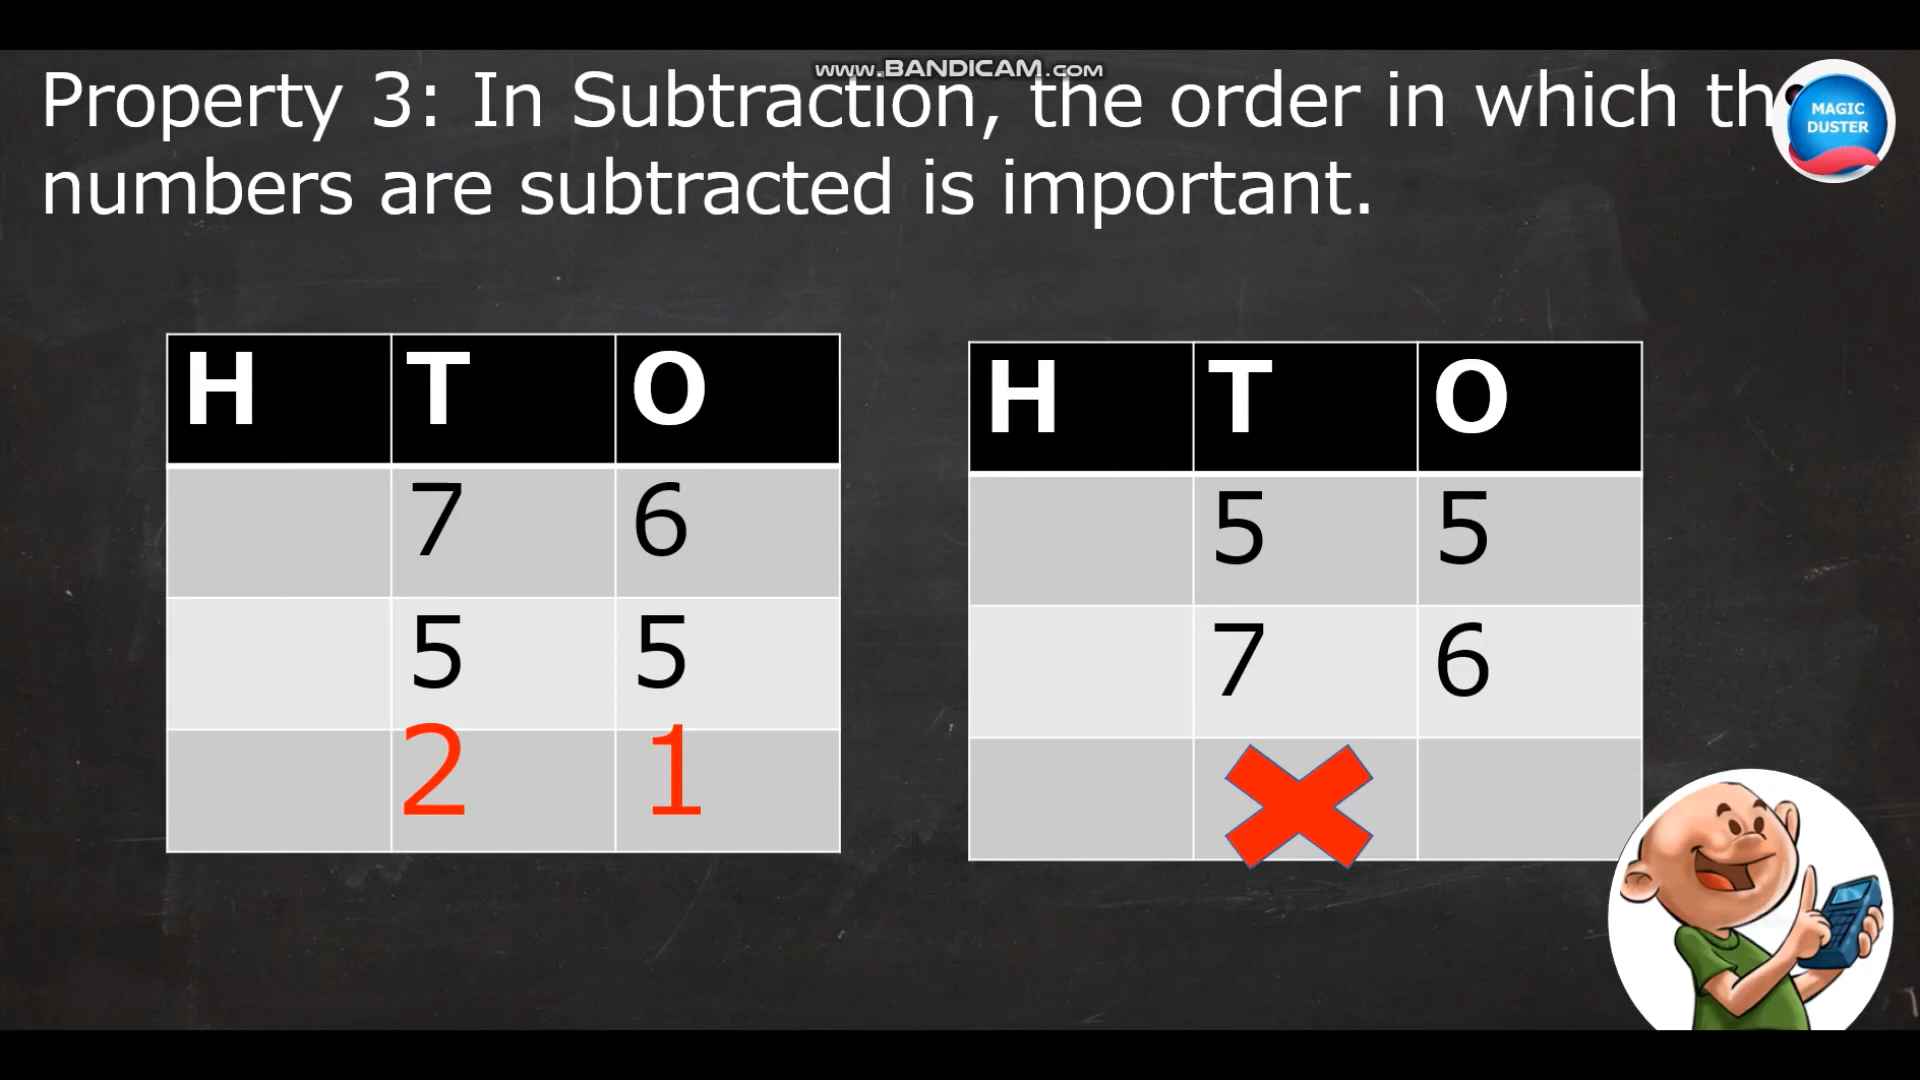 www.BANDICAM.com
Property 3: In Subtraction, the order in which th
numbers are subtracted is important.
MAGIC
DUSTER
H T O
7 6
5 5
2 1
H T O
5 5
7 6